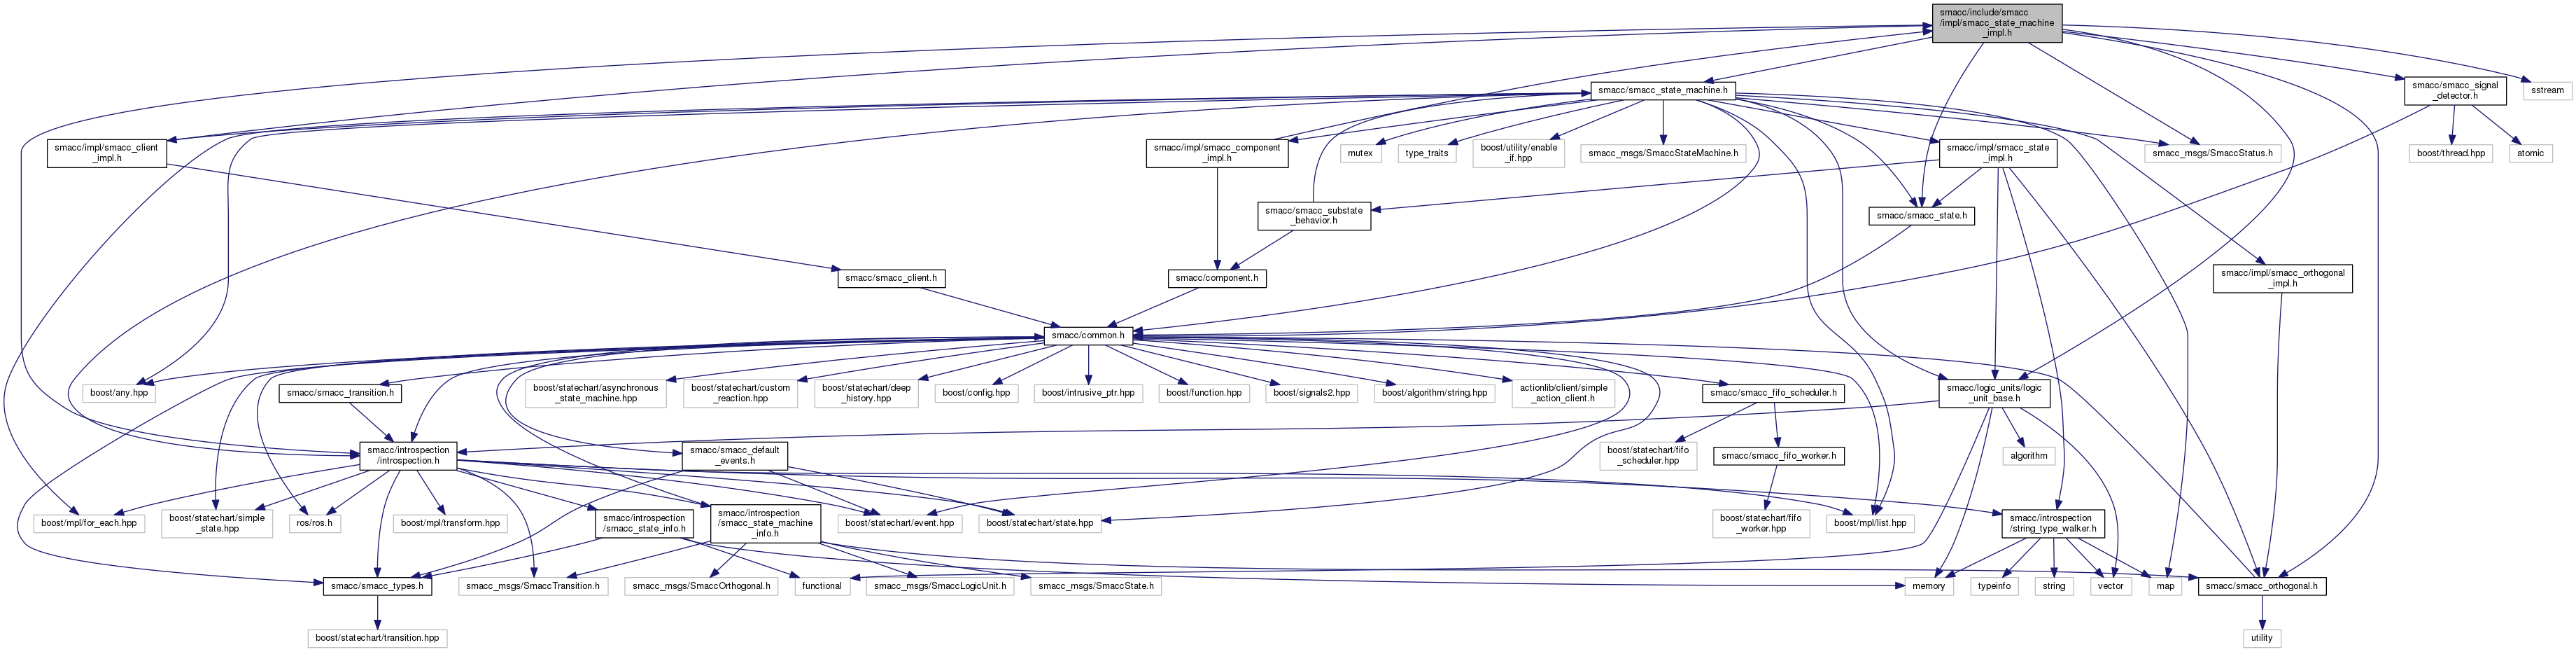 smacc/include/smacc
/impl/smacc_state_machine
_impl.h
smacc/smacc_state_machine.h
smacc/smacc_signal
_detector.h
sstream
smacc/impl/smacc_client
_impl.h
smacc/impl/smacc_component
_impl.h
mutex
type_traits
boost/utility/enable
_if.hpp
smacc_msgs/SmaccStateMachine.h
smacc/impl/smacc_state
_impl.h
smacc_msgs/SmaccStatus.h
boost/thread.hpp
atomic
smacc/smacc_substate
_behavior.h
smacc/smacc_state.h
smacc/smacc_client.h
smacc/component.h
smacc/impl/smacc_orthogonal
_impl.h
smacc/common.h
boost/any.hpp
smacc/smacc_transition.h
boost/statechart/asynchronous
_state_machine.hpp
boost/statechart/custom
_reaction.hpp
boost/statechart/deep
_history.hpp
boost/config.hpp
boost/intrusive_ptr.hpp
boost/function.hpp
boost/signals2.hpp
boost/algorithm/string.hpp
actionlib/client/simple
_action_client.h
smacc/smacc_fifo_scheduler.h
smacc/logic_units/logic
_unit_base.h
smacc/introspection
/introspection.h
smacc/smacc_default
_events.h
boost/statechart/fifo
_scheduler.hpp
smacc/smacc_fifo_worker.h
algorithm
boost/mpl/for_each.hpp
boost/statechart/simple
_state.hpp
ros/ros.h
boost/mpl/transform.hpp
smacc/introspection
/smacc_state_info.h
smacc/introspection
/smacc_state_machine
_info.h
boost/statechart/event.hpp
boost/statechart/state.hpp
boost/statechart/fifo
_worker.hpp
boost/mpl/list.hpp
smacc/introspection
/string_type_walker.h
smacc/smacc_types.h
smacc_msgs/SmaccTransition.h
smacc_msgs/SmaccOrthogonal.h
functional
smacc_msgs/SmaccLogicUnit.h
smacc_msgs/SmaccState.h
memory
typeinfo
string
vector
map
smacc/smacc_orthogonal.h
boost/statechart/transition.hpp
utility